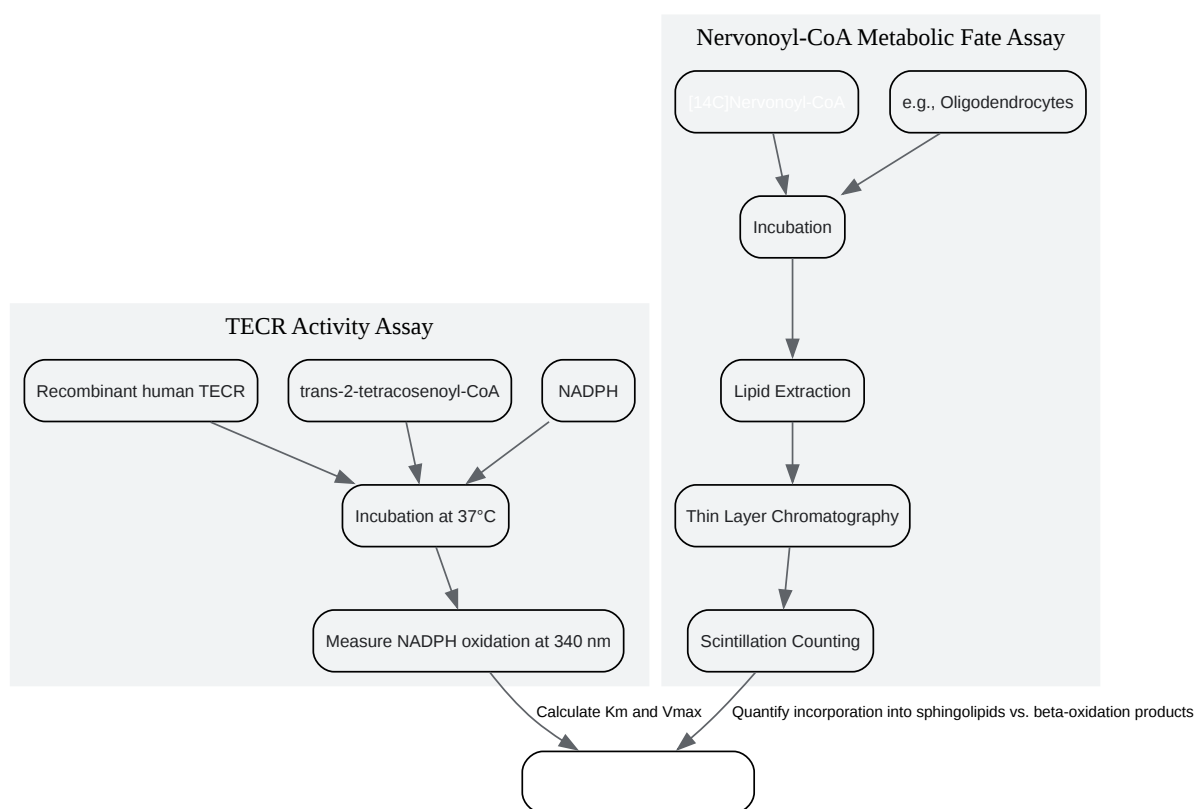 Nervonoyl-CoA Metabolic Fate Assay
[14C]Nervonoyl-CoA
e.g., Oligodendrocytes
Incubation
Lipid Extraction
Thin Layer Chromatography
Scintillation Counting
TECR Activity Assay
Recombinant human TECR
trans-2-tetracosenoyl-CoA
NADPH
Incubation at 37°C
Measure NADPH oxidation at 340 nm
Calculate Km and Vmax
Quantify incorporation into sphingolipids vs. beta-oxidation products